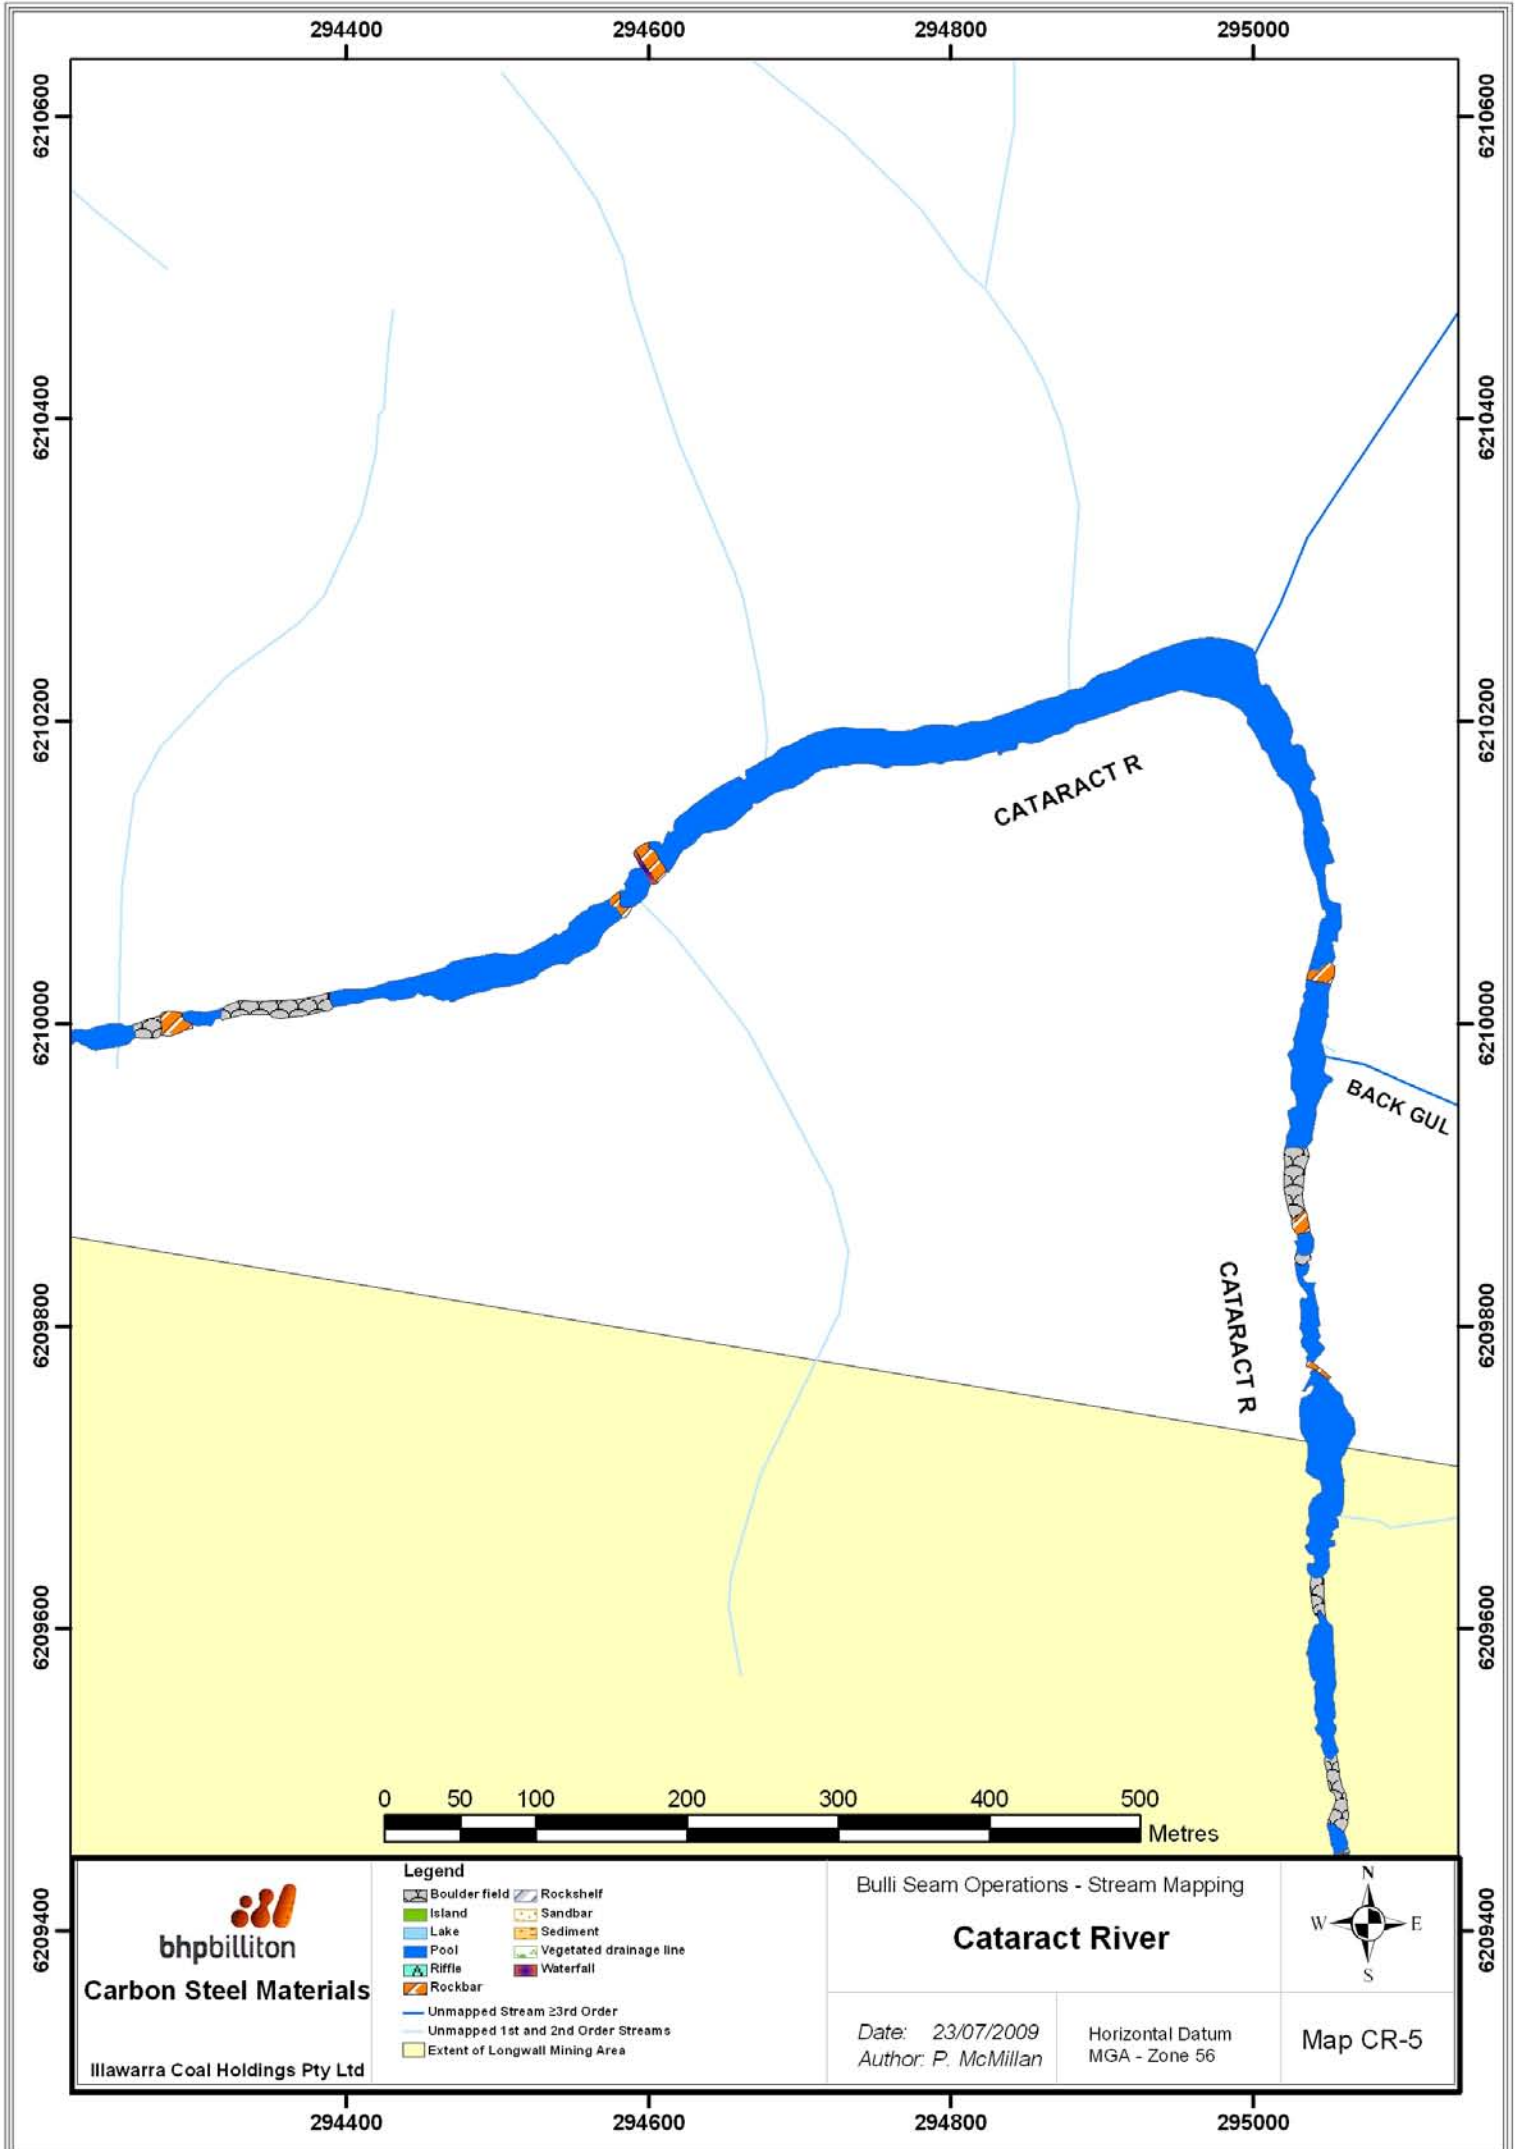 294400 294600 294800 295000
6210600 6210600
6210400 6210400
6210200 6210200
CATARACT R
6210000 6210000
BACK GUL
CATARACT R
6209800 6209800
6209600 6209600
0 50 100 200 300 400 500
Metres
6209400 6209400
bhpbilliton
Carbon Steel Materials
Illawarra Coal Holdings Pty Ltd
Legend
Boulder field
Island
Lake
Pool
Riffle
Rockbar
Rockshelf
Sandbar
Sediment
Vegetated drainage line
Waterfall
Unmapped Stream ≥3rd Order
Unmapped 1st and 2nd Order Streams
Extent of Longwall Mining Area
Bulli Seam Operations - Stream Mapping
Cataract River
Date: 23/07/2009
Author: P. McMillan
Horizontal Datum
MGA - Zone 56
N
W E
S
Map CR-5
294400 294600 294800 295000